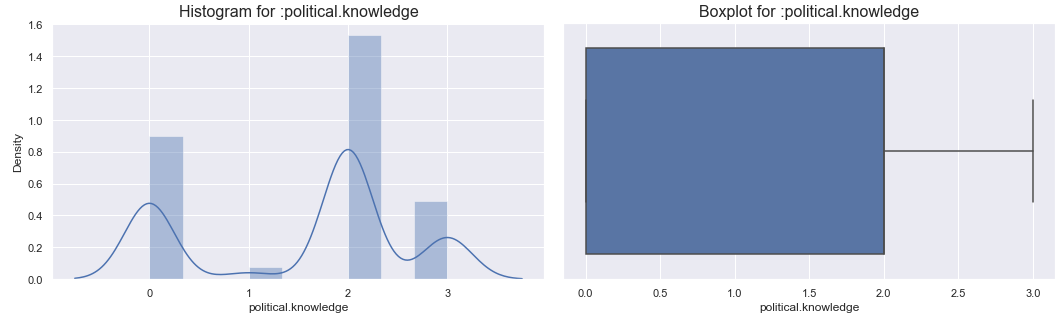 Histogram for :political.knowledge
1.6
1.4
1.2
1.0
0.8
0.6
0.4
0.2
0.0
Density
0 1 2 3
political.knowledge
Boxplot for :political.knowledge
0.0 0.5 1.0 1.5 2.0 2.5 3.0
political.knowledge